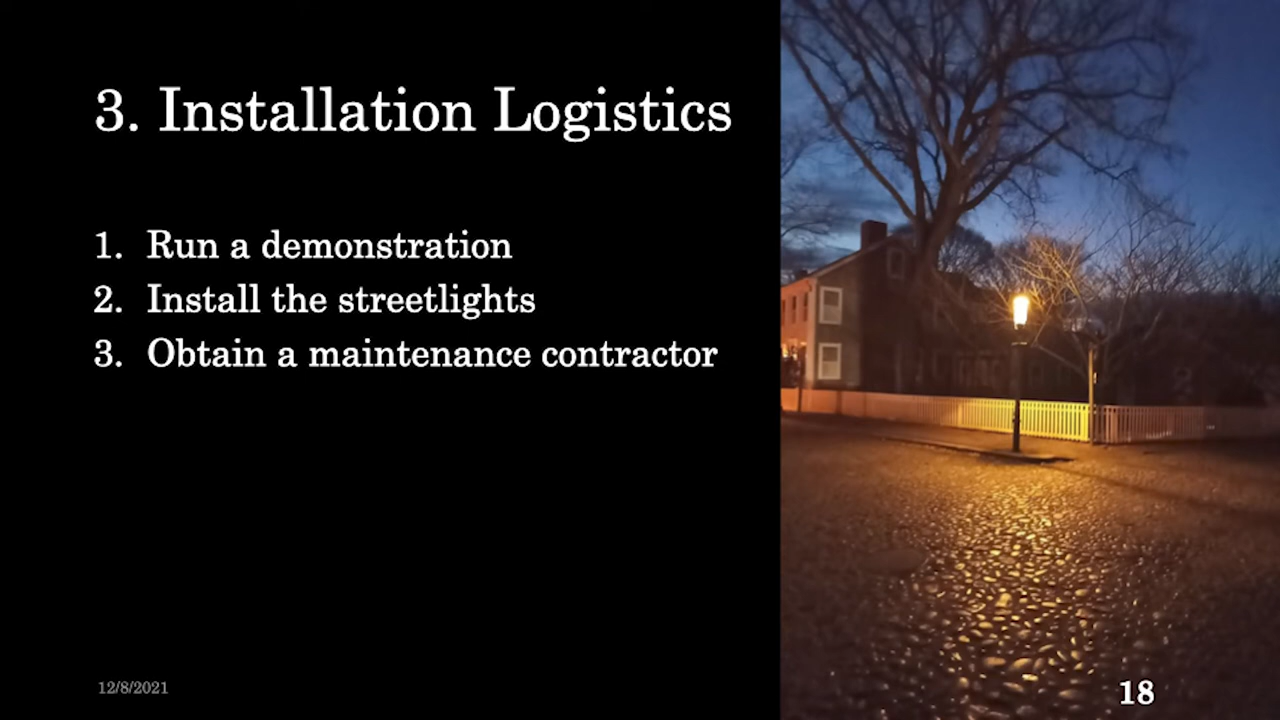 3. Installation Logistics
1. Run a demonstration
2. Install the streetlights
3. Obtain a maintenance contractor
12/8/2021
18